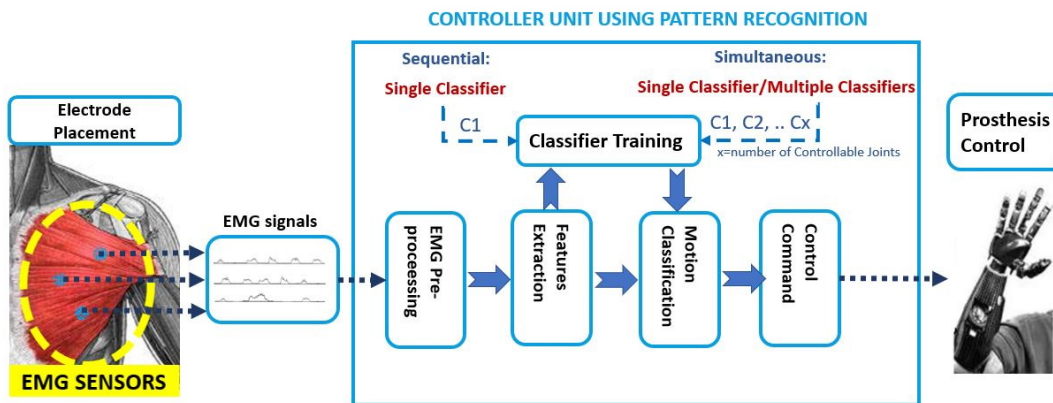 CONTROLLER UNIT USING PATTERN RECOGNITION
Sequential:
Single Classifier
Simultaneous:
Single Classifier/Multiple Classifiers
C1
Classifier Training
C1, C2, .. Cx
x=number of Controllable Joints
Electrode
Placement
EMG SENSORS
EMG signals
EMG Pre-
proceessing
Features
Extraction
Motion
Classification
Control
Command
Prosthesis
Control